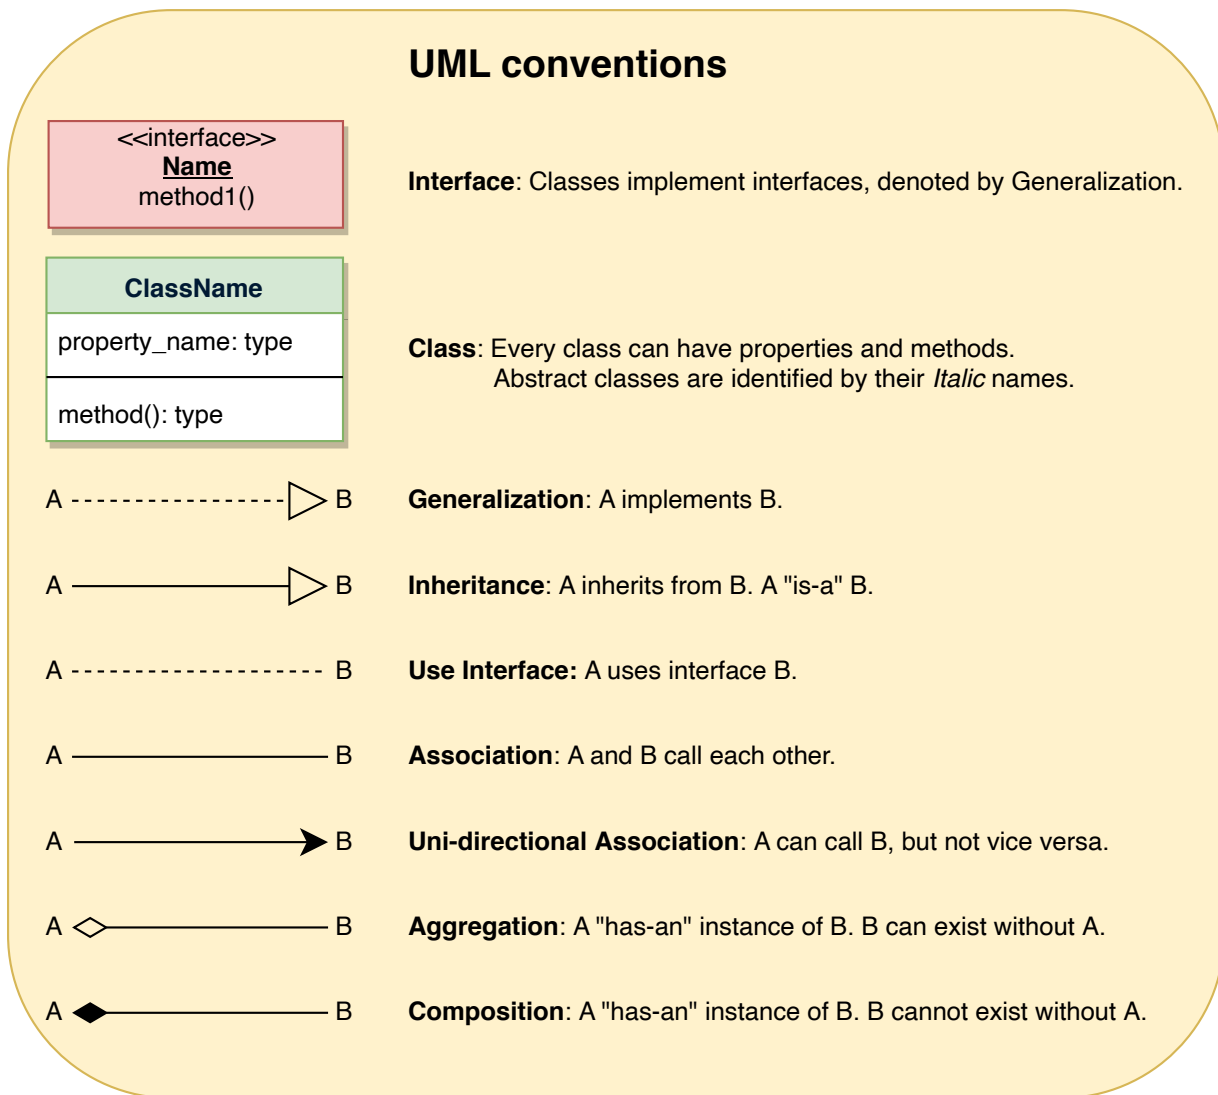 UML conventions
<<interface>>
Name
method1()
Interface: Classes implement interfaces, denoted by Generalization.
ClassName
property_name: type
method(): type
Class: Every class can have properties and methods.
Abstract classes are identified by their Italic names.
A B Generalization: A implements B.
A B Inheritance: A inherits from B. A "is-a" B.
A B Use Interface: A uses interface B.
A B Association: A and B call each other.
A B Uni-directional Association: A can call B, but not vice versa.
A B Aggregation: A "has-an" instance of B. B can exist without A.
A B Composition: A "has-an" instance of B. B cannot exist without A.